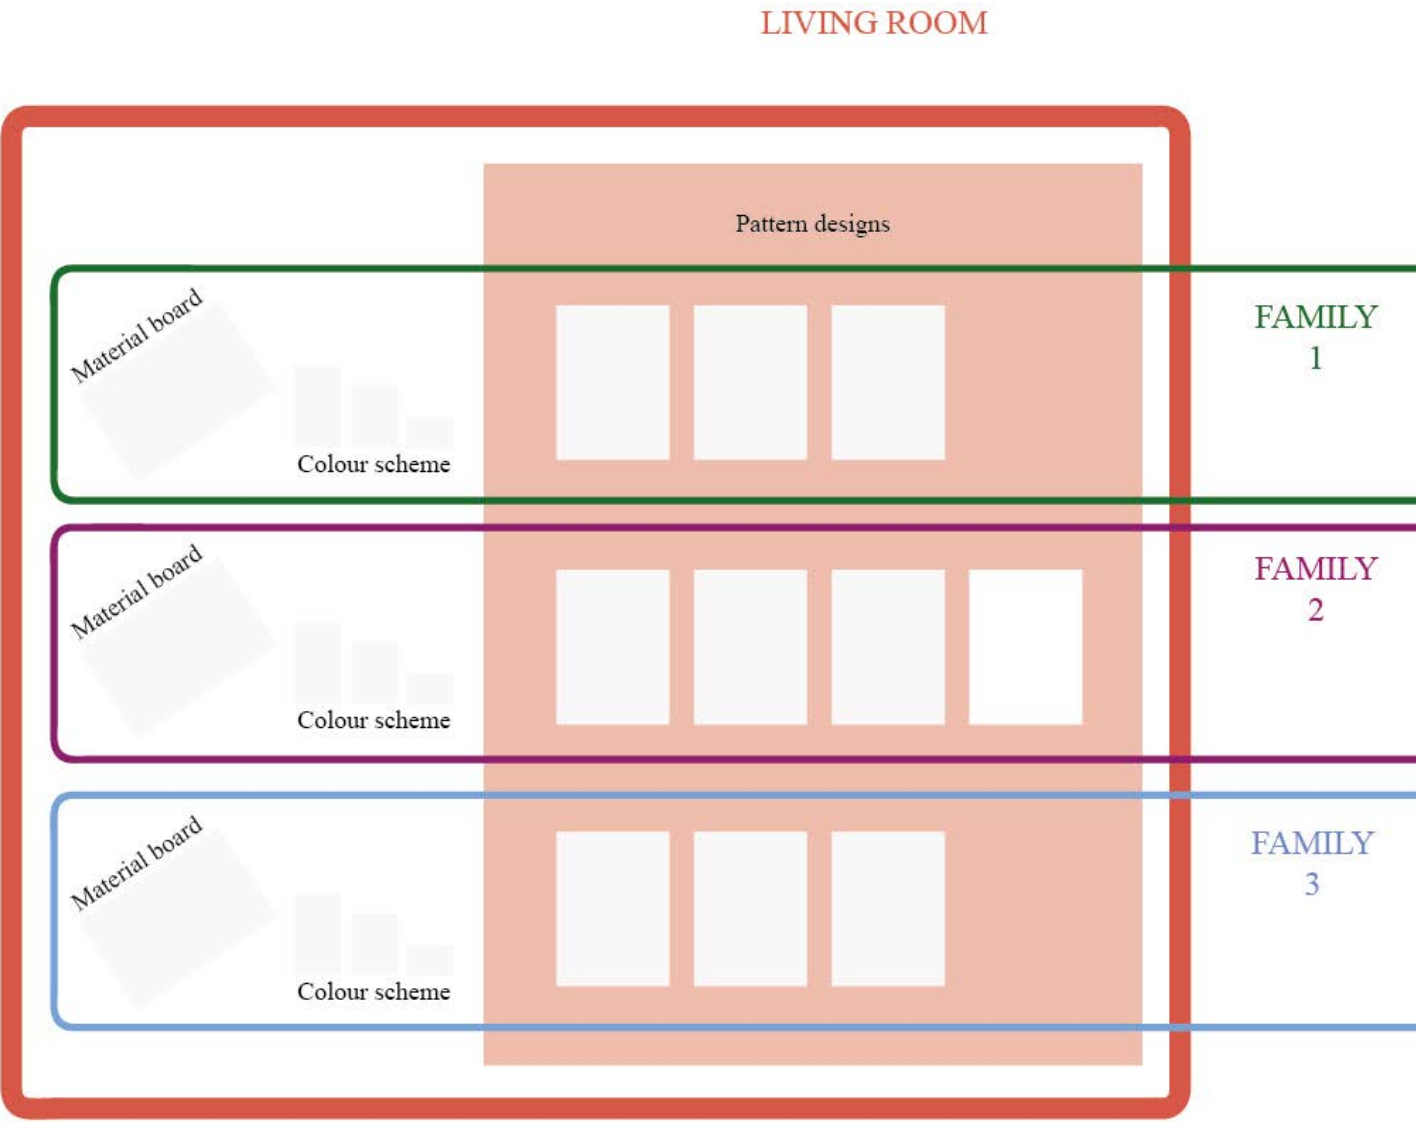 LIVING ROOM
Pattern designs
Material board
Colour scheme
FAMILY
1
Material board
Colour scheme
FAMILY
2
Material board
Colour scheme
FAMILY
3